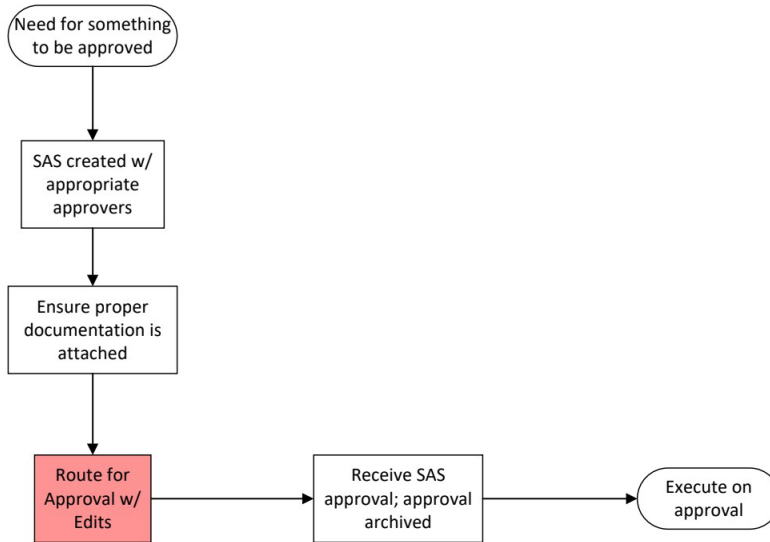 Need for something
to be approved
SAS created w/
appropriate
approvers
Ensure proper
documentation is
attached
Route for
Approval w/
Edits
Receive SAS
approval; approval
archived
Execute on
approval